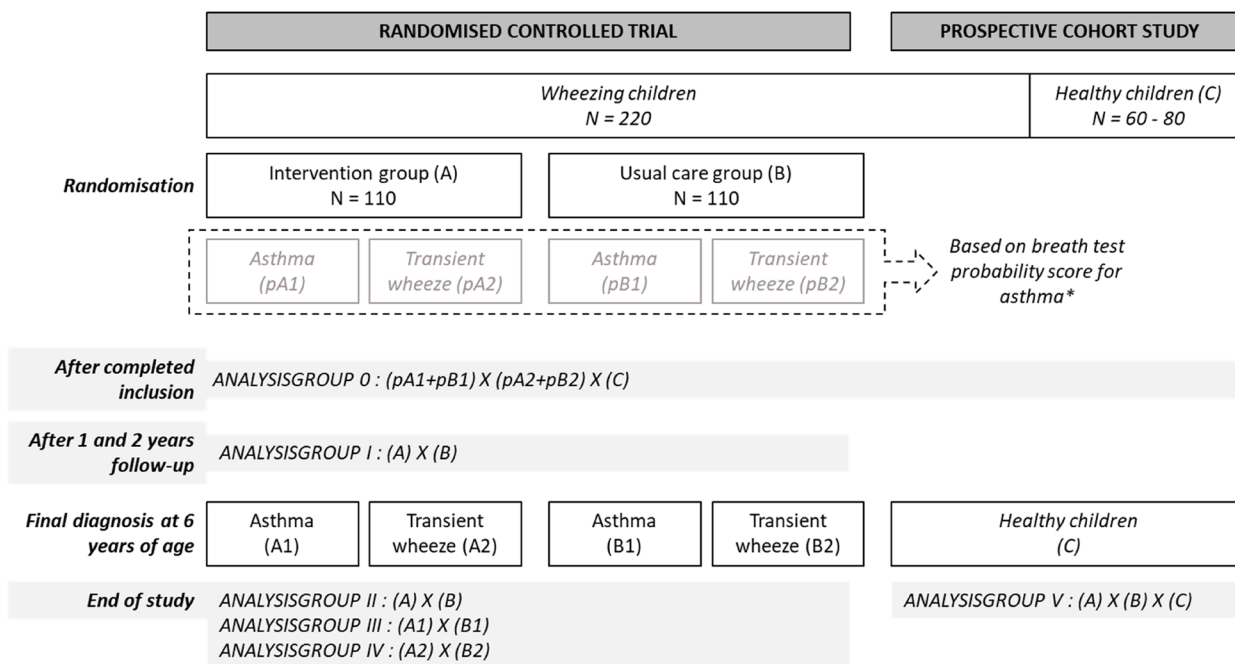 RANDOMISED CONTROLLED TRIAL
PROSPECTIVE COHORT STUDY
Wheezing children
N = 220
Healthy children (C)
N = 60 - 80
Randomisation
Intervention group (A)
N = 110
Usual care group (B)
N = 110
Asthma
(pA1)
Transient
wheeze (pA2)
Asthma
(pB1)
Transient
wheeze (pB2)
Based on breath test
probability score for
asthma*
After completed
inclusion
ANALYSISGROUP 0 : (pA1+pB1) X (pA2+pB2) X (C)
After 1 and 2 years
follow-up
ANALYSISGROUP I : (A) X (B)
Final diagnosis at 6
years of age
Asthma
(A1)
Transient
wheeze (A2)
Asthma
(B1)
Transient
wheeze (B2)
Healthy children
(C)
End of study
ANALYSISGROUP II : (A) X (B)
ANALYSISGROUP III : (A1) X (B1)
ANALYSISGROUP IV : (A2) X (B2)
ANALYSISGROUP V : (A) X (B) X (C)